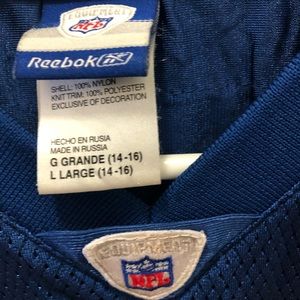 EQUIPMENT
NFL
Reebok
SHELL: 100% NYLON
KNIT TRIM: 100% POLYESTER
EXCLUSIVE OF DECORATION
HECHO EN RUSIA
MADE IN RUSSIA
G GRANDE (14-16)
L LARGE (14-16)
EQUIPMENT
NFL